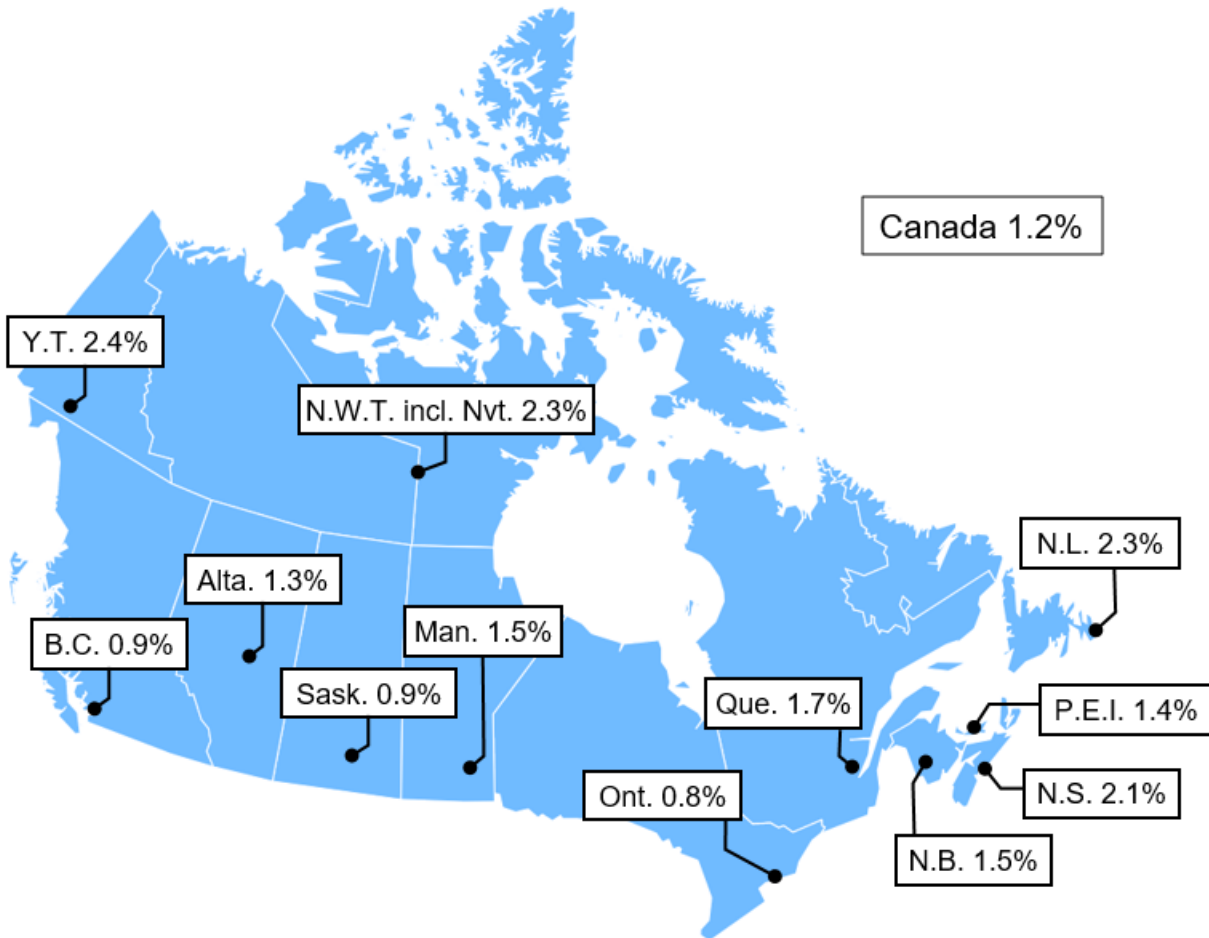 Canada 1.2%
Y.T. 2.4%
N.W.T. incl. Nvt. 2.3%
N.L. 2.3%
Alta. 1.3%
Man. 1.5%
B.C. 0.9%
Sask. 0.9%
Que. 1.7%
P.E.I. 1.4%
Ont. 0.8%
N.S. 2.1%
N.B. 1.5%